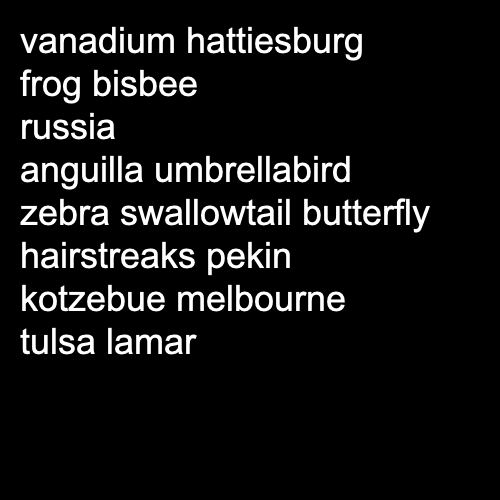 vanadium hattiesburg
frog bisbee
russia
anguilla umbrellabird
zebra swallowtail butterfly
hairstreaks pekin
kotzebue melbourne
tulsa lamar